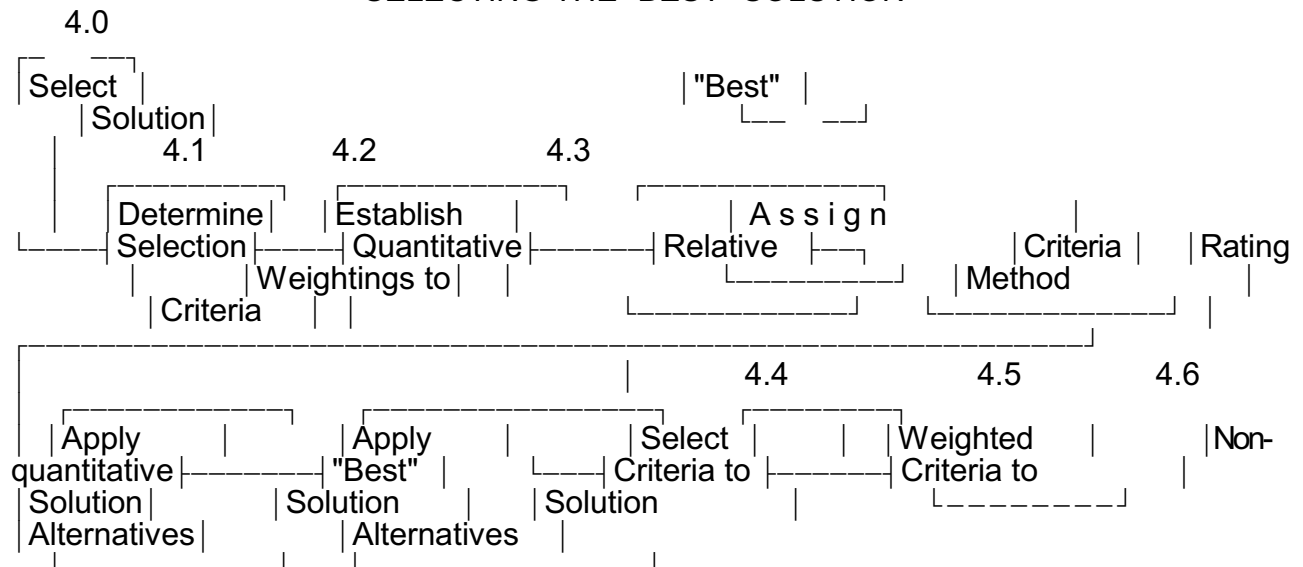 SELECTING THE "BEST" SOLUTION
4.0
Select "Best"
Solution
4.1 4.2 4.3
Determine Establish Assign
Selection Quantitative Relative Criteria Rating
Weightings to Method
Criteria
4.4 4.5 4.6
Apply Apply Select Weighted Non-
quantitative "Best" Criteria to Criteria to
Solution Solution Solution
Alternatives Alternatives